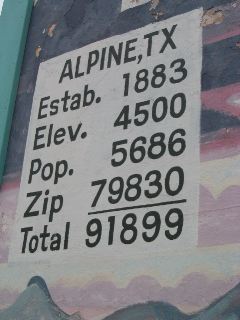 ALPINE,TX
Estab. 1883
Elev. 4500
Pop. 5686
Zip 79830
Total 91899